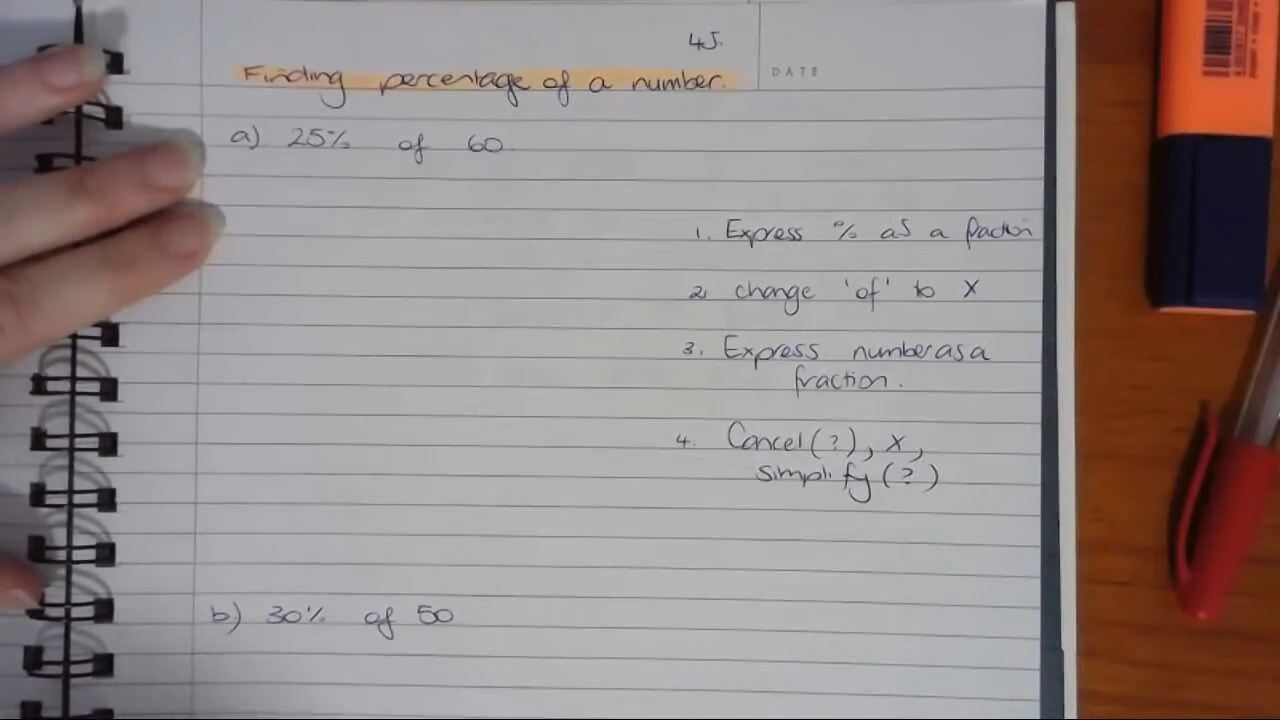 4J.
Finding percentage of a number.
DATE
a) 25% of 60
1. Express % as a fraction
2. change 'of' to x
3. Express number as a
fraction.
4. Cancel(?), x,
simplify(?)
b) 30% of 50